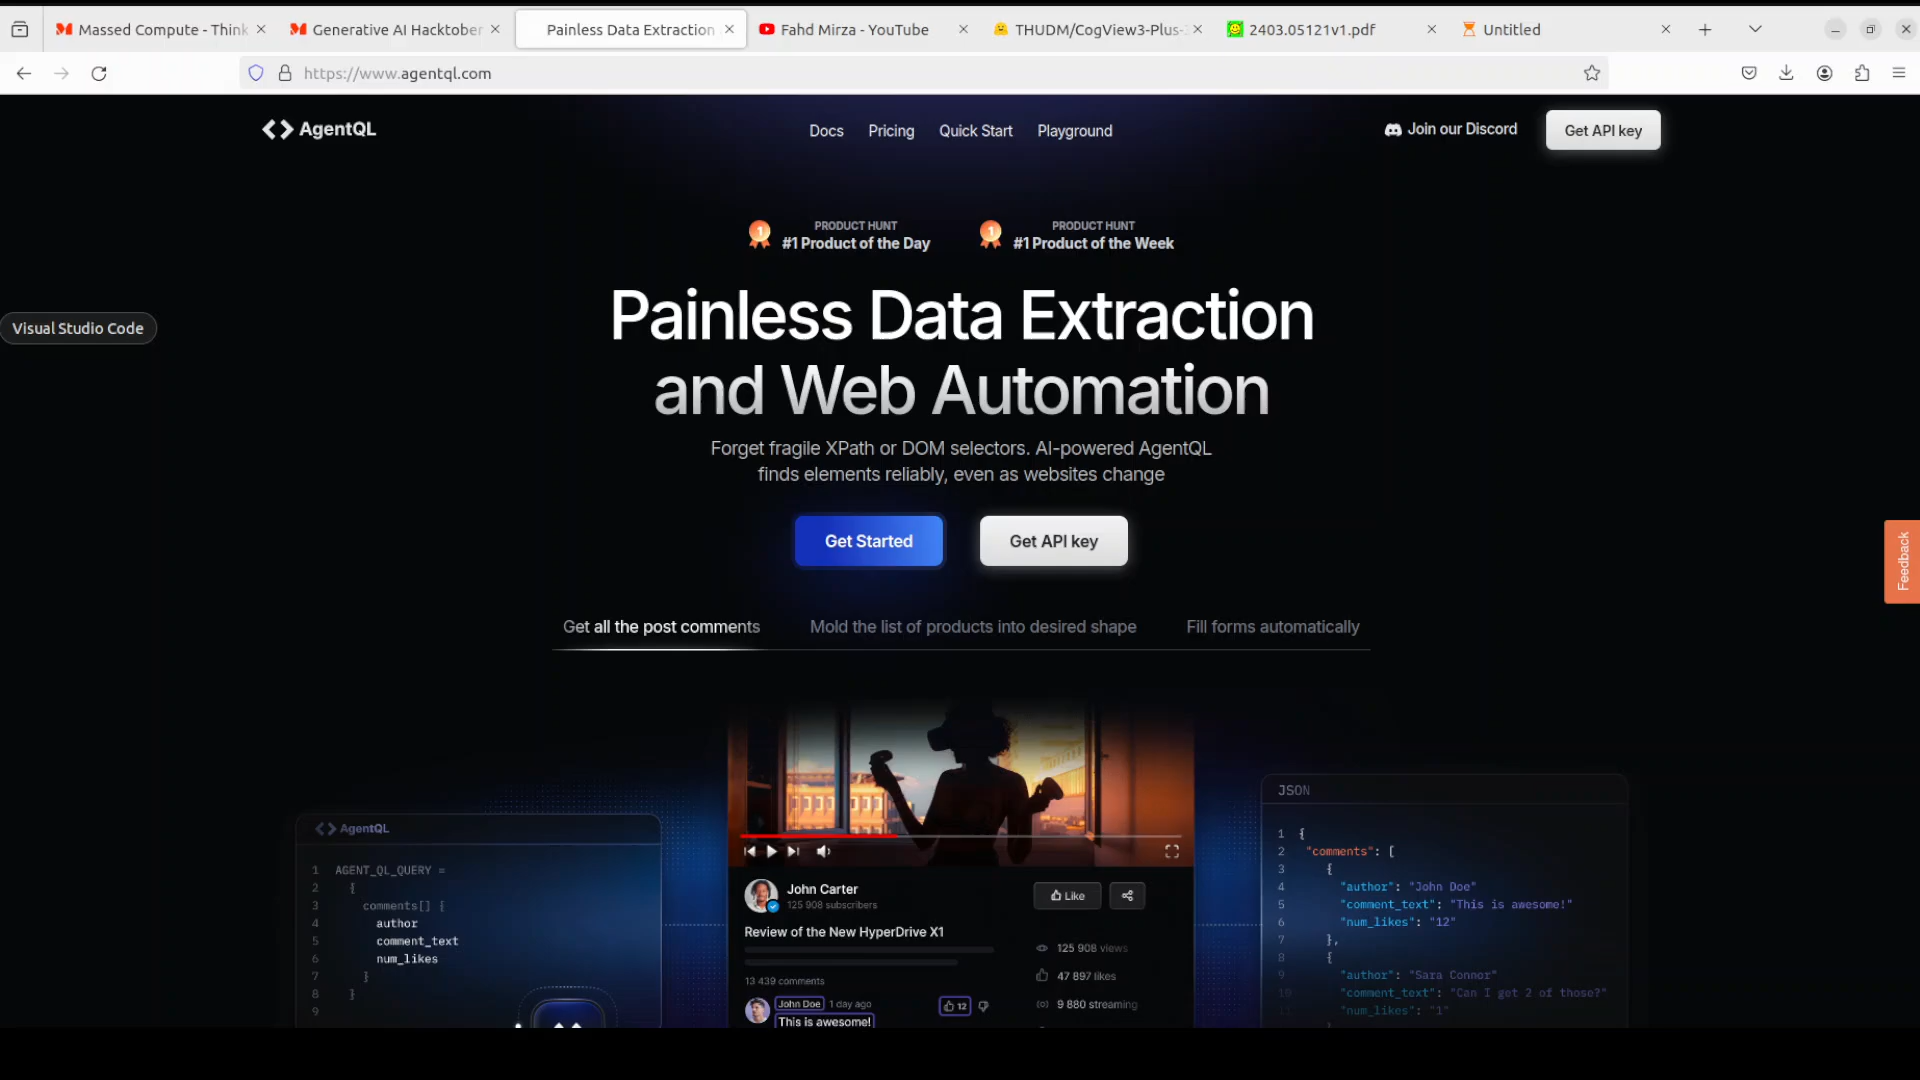 Massed Compute - Think
Generative AI Hacktober
Painless Data Extraction
Fahd Mirza - YouTube
THUDM/CogView3-Plus-
2403.05121v1.pdf
Untitled
https://www.agentql.com
AgentQL
Docs
Pricing
Quick Start
Playground
Join our Discord
Get API key
PRODUCT HUNT
#1 Product of the Day
PRODUCT HUNT
#1 Product of the Week
1
1
Painless Data Extraction
and Web Automation
Visual Studio Code
Forget fragile XPath or DOM selectors. AI-powered AgentQL
finds elements reliably, even as websites change
Get Started
Get API key
Feedback
Get all the post comments
Mold the list of products into desired shape
Fill forms automatically
AgentQL
1 AGENT_QL_QUERY =
2 {
3 comments[] {
4 author
5 comment_text
6 num_likes
7 }
8 }
9
John Carter
125 908 subscribers
Like
Review of the New HyperDrive X1
125 908 views
47 897 likes
9 880 streaming
13 439 comments
John Doe 1 day ago
12
This is awesome!
JSON
1 {
2 "comments": [
3 {
4 "author": "John Doe"
5 "comment_text": "This is awesome!"
6 "num_likes": "12"
7 },
8 {
9 "author": "Sara Connor"
10 "comment_text": "Can I get 2 of those?"
11 "num_likes": "1"